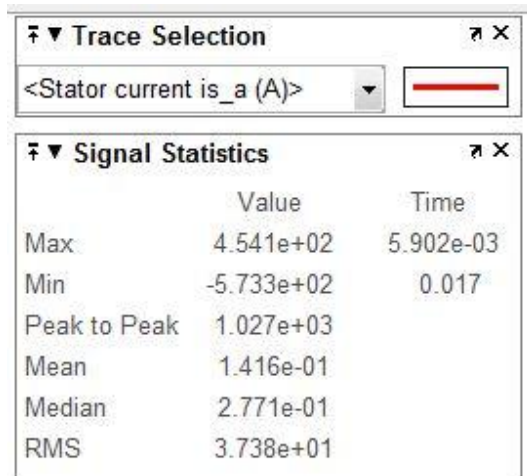 Trace Selection
<Stator current is_a (A)>
Signal Statistics
Value Time
Max 4.541e+02 5.902e-03
Min -5.733e+02 0.017
Peak to Peak 1.027e+03
Mean 1.416e-01
Median 2.771e-01
RMS 3.738e+01